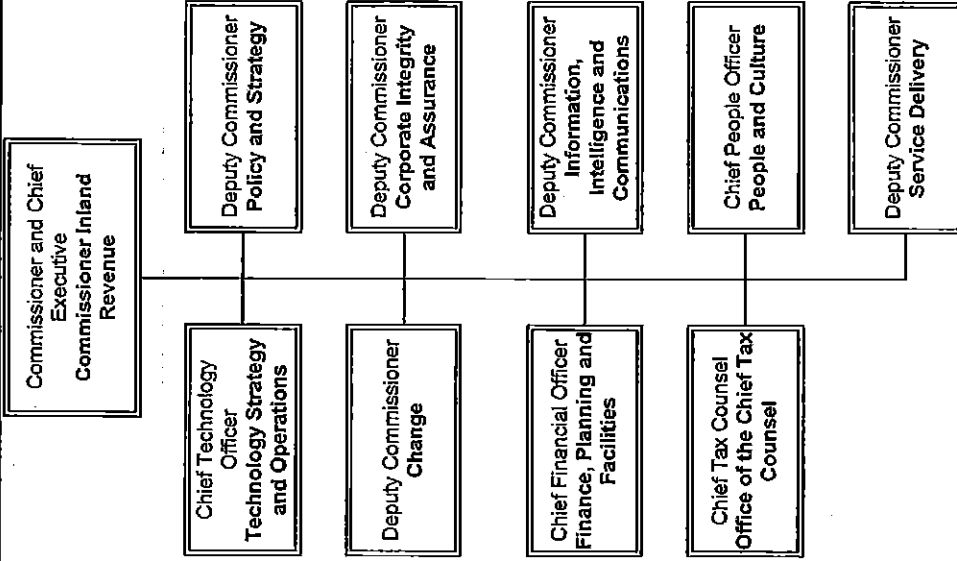 Commissioner and Chief
Executive
Commissioner Inland
Revenue
Chief Technology
Officer
Technology Strategy
and Operations
Deputy Commissioner
Policy and Strategy
Deputy Commissioner
Change
Deputy Commissioner
Corporate Integrity
and Assurance
Chief Financial Officer
Finance, Planning and
Facilities
Deputy Commissioner
Information,
Intelligence and
Communications
Chief Tax Counsel
Office of the Chief Tax
Counsel
Chief People Officer
People and Culture
Deputy Commissioner
Service Delivery